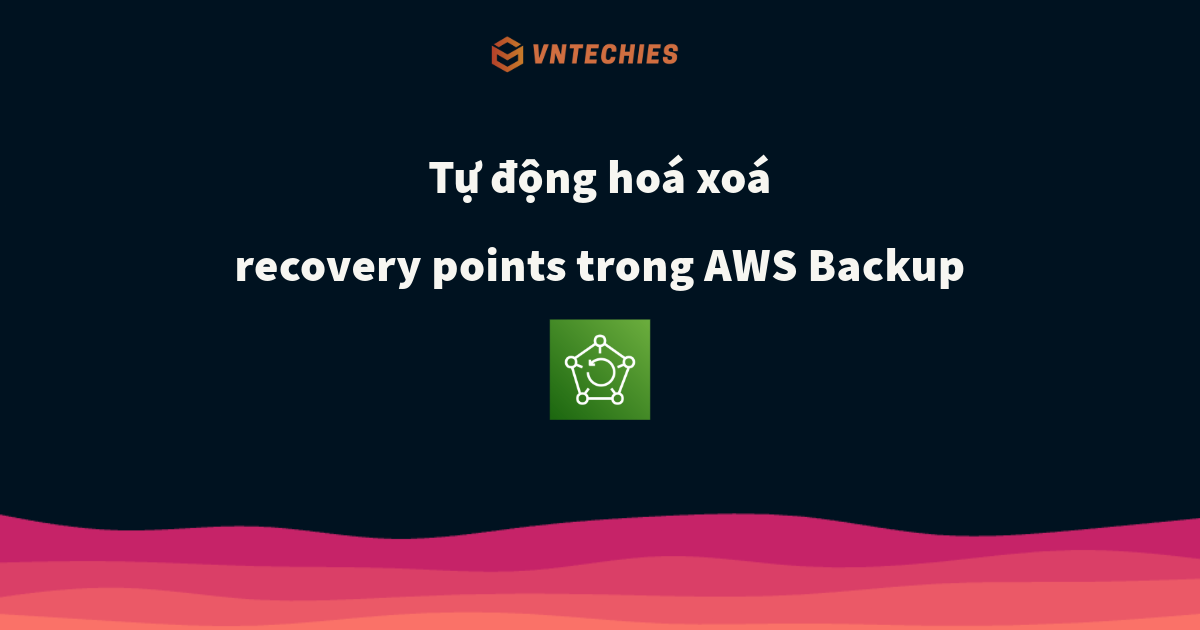 VNTECHIES
Tự động hoá xoá
recovery points trong AWS Backup